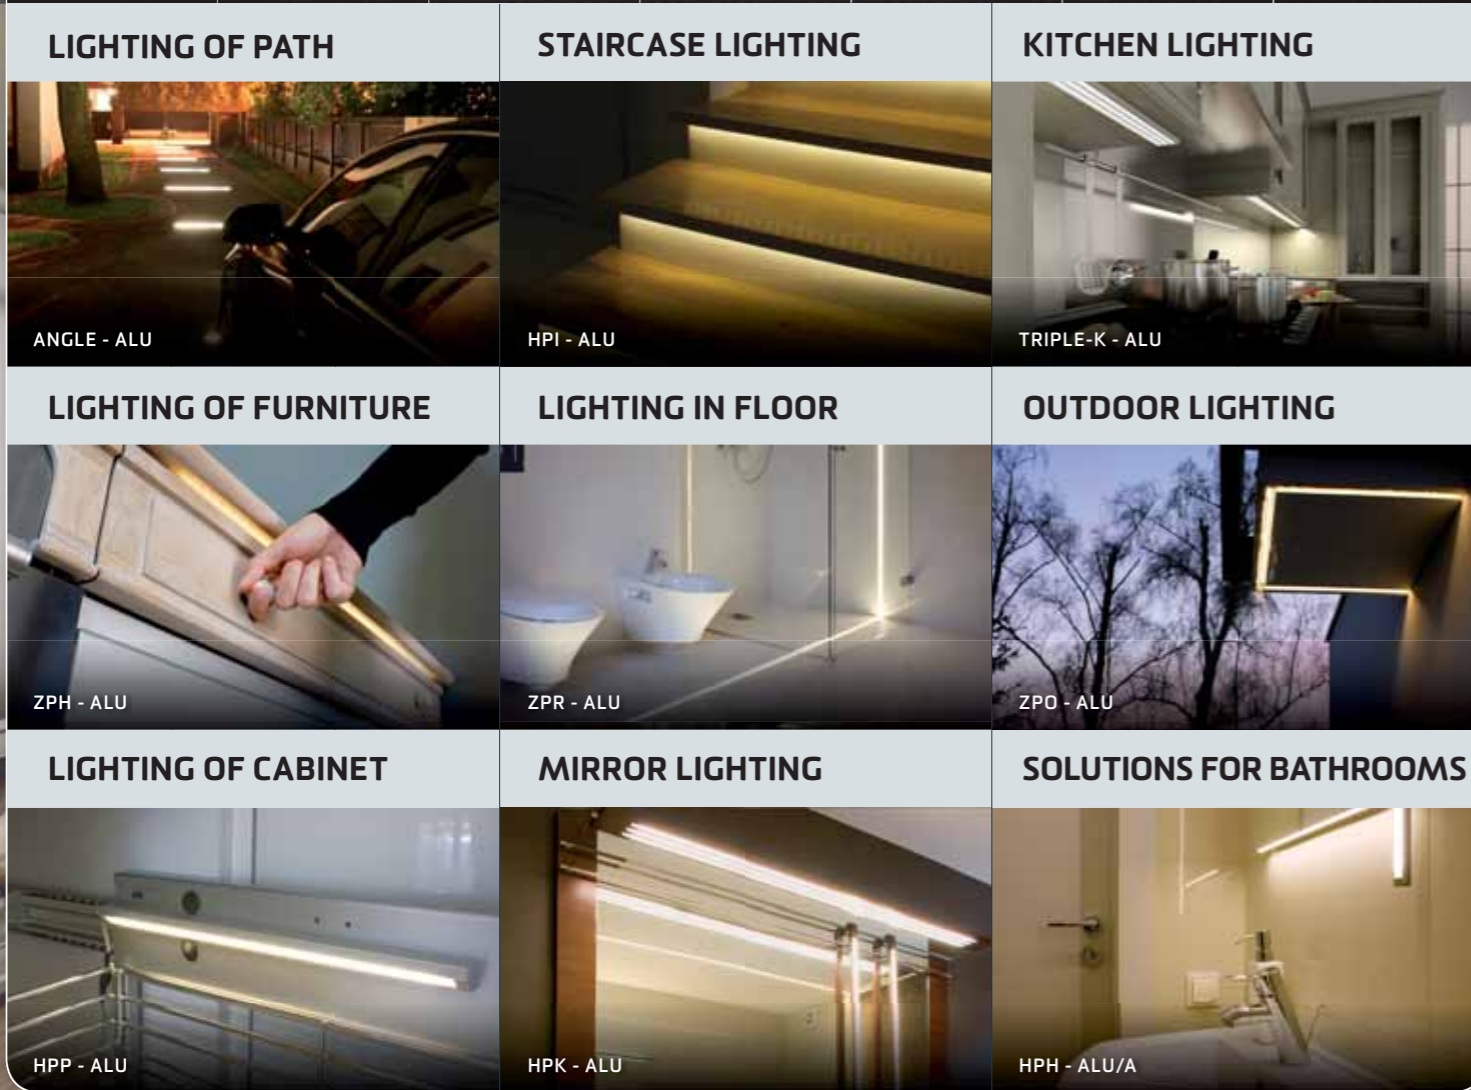 LIGHTING OF PATH
STAIRCASE LIGHTING
KITCHEN LIGHTING
ANGLE - ALU
HPI - ALU
TRIPLE-K - ALU
LIGHTING OF FURNITURE
LIGHTING IN FLOOR
OUTDOOR LIGHTING
ZPH - ALU
ZPR - ALU
ZPO - ALU
LIGHTING OF CABINET
MIRROR LIGHTING
SOLUTIONS FOR BATHROOMS
HPP - ALU
HPK - ALU
HPH - ALU/A